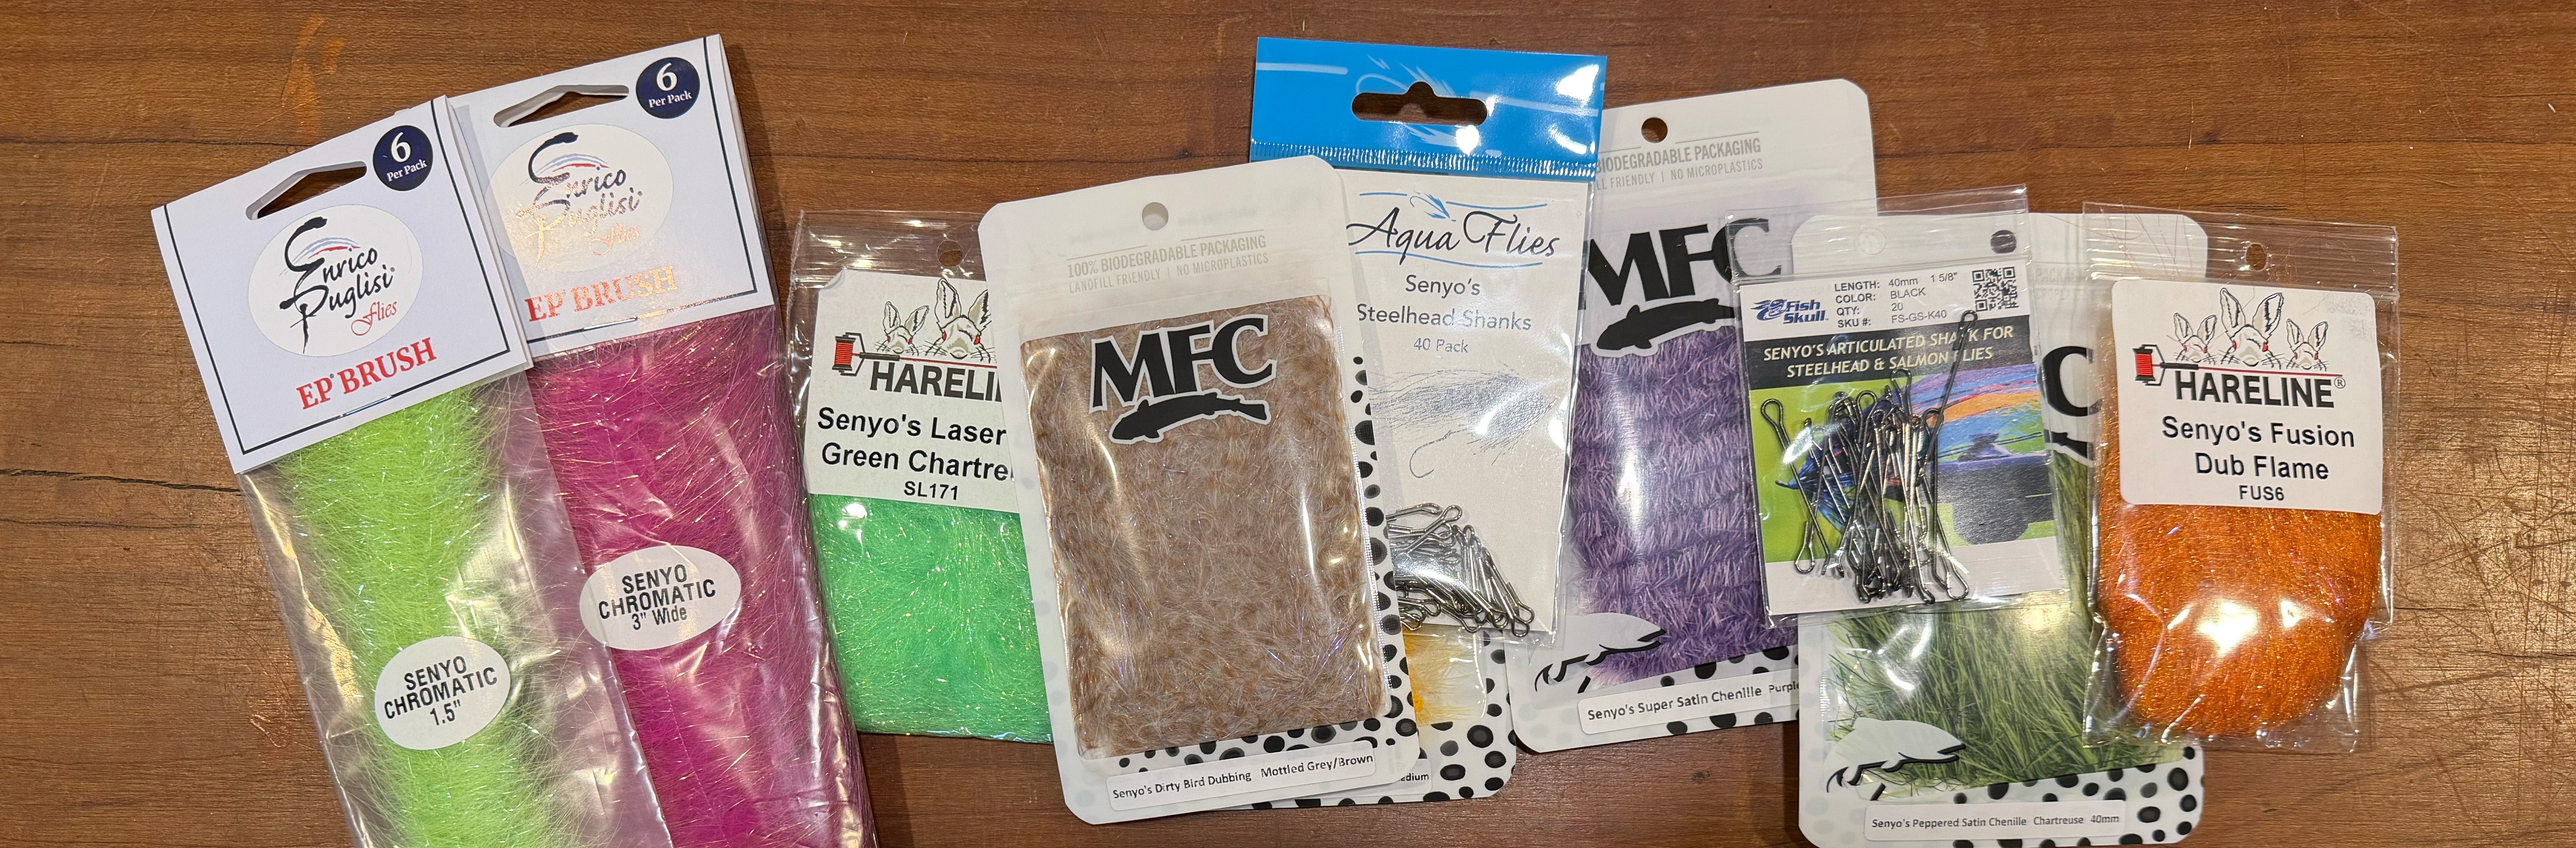 6
Per Pack
Enrico
Puglisi
Flies
EP BRUSH
SENYO
CHROMATIC
1.5"
6
Per Pack
Enrico
Puglisi
Flies
EP BRUSH
SENYO
CHROMATIC
3" Wide
HARELI
Senyo's Laser
Green Chartre
SL171
100% BIODEGRADABLE PACKAGING
LANDFILL FRIENDLY | NO MICROPLASTICS
MFC
Senyo's Dirty Bird Dubbing Mottled Grey/Brown
edium
Aqua Flies
Senyo's
Steelhead Shanks
40 Pack
BIODEGRADABLE PACKAGING
LL FRIENDLY | NO MICROPLASTICS
MFC
Senyo's Super Satin Chenille Purple
Fish
Skull
LENGTH: 40mm 1 5/8"
COLOR: BLACK
QTY: 20
SKU #: FS-GS-K40
SENYO'S ARTICULATED SHANK FOR
STEELHEAD & SALMON FLIES
PACKAGING
C
Senyo's Peppered Satin Chenille Chartreuse 40mm
HARELINE®
Senyo's Fusion
Dub Flame
FUS6